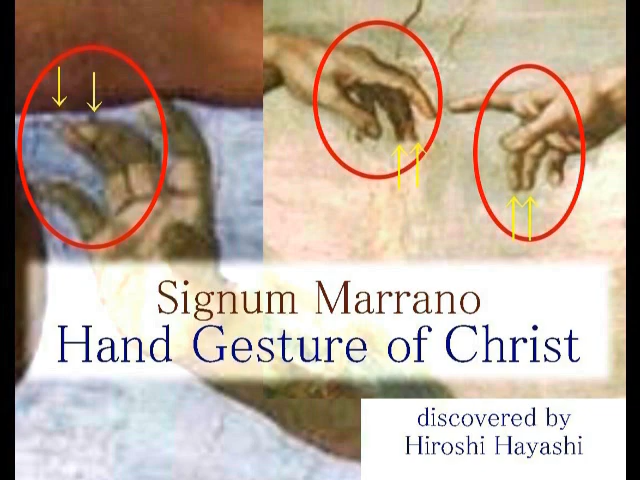 Signum Marrano
Hand Gesture of Christ
discovered by
Hiroshi Hayashi